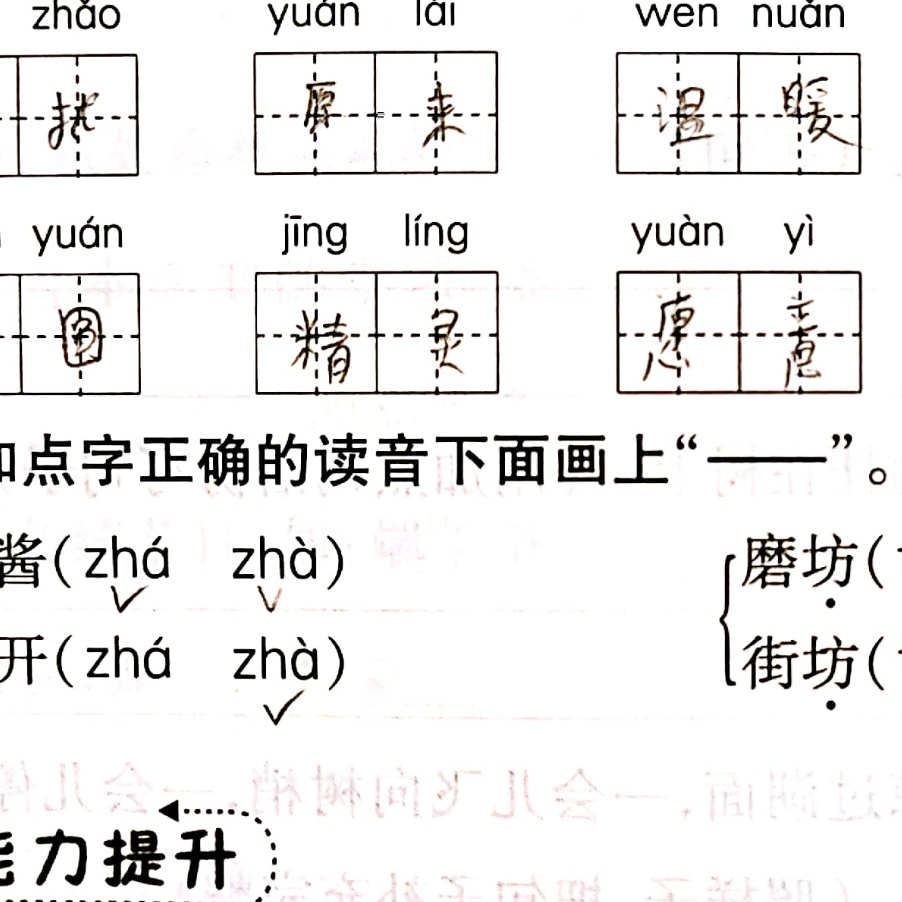 zhǎo yuán lái wēn nuǎn
找 原 来 温 暖
yuán jīng líng yuàn yì
圆 精 灵 愿 意
加点字正确的读音下面画上“——”。
酱(zhá zhà) 磨坊(
开(zhá zhà) 街坊(
能力提升